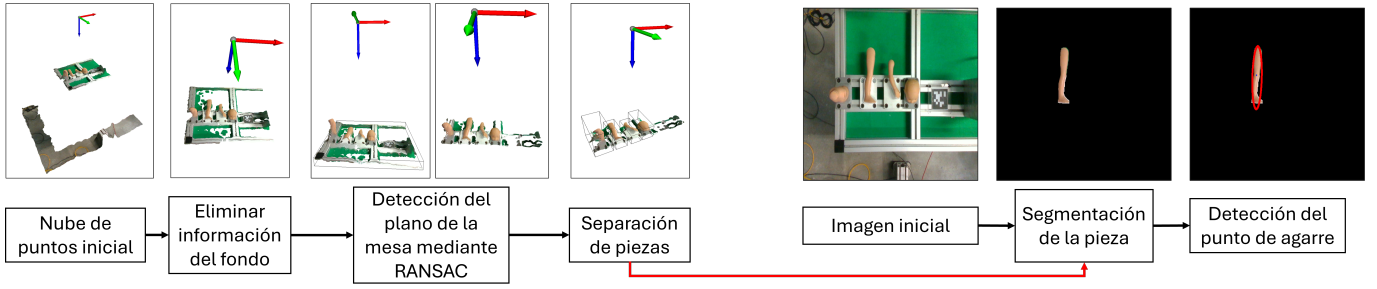 Nube de
puntos inicial
Eliminar
información
del fondo
Detección del
plano de la
mesa mediante
RANSAC
Separación
de piezas
Imagen inicial
Segmentación
de la pieza
Detección del
punto de agarre